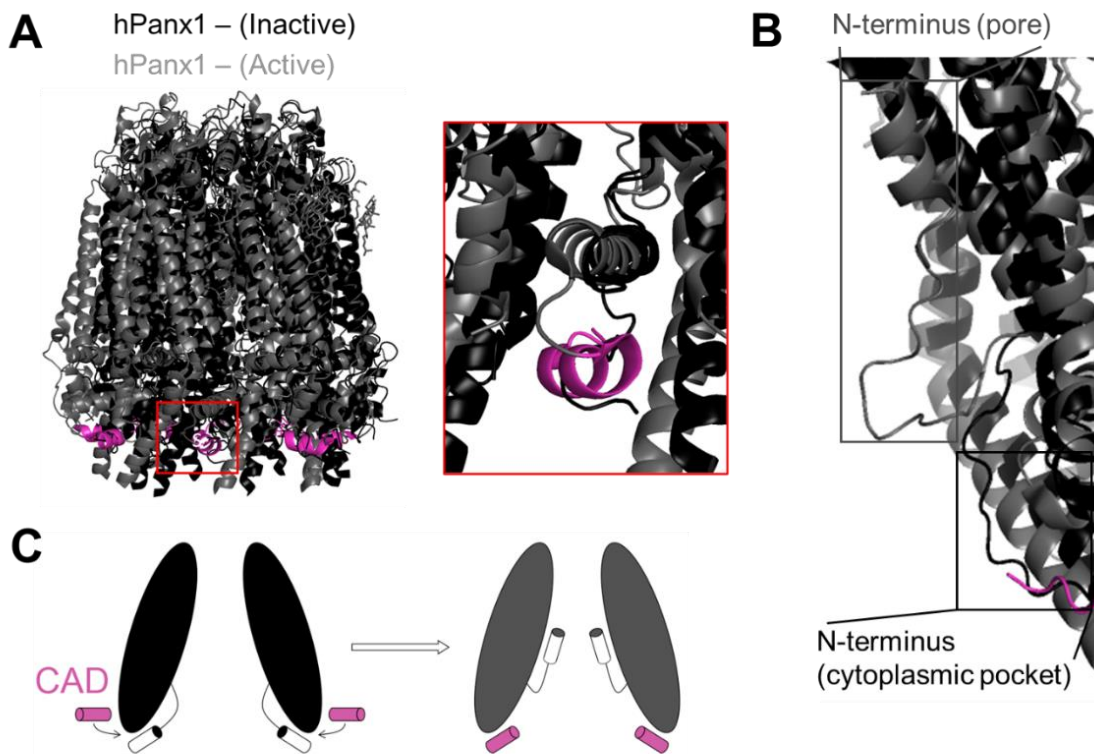 A
hPanx1 – (Inactive)
hPanx1 – (Active)
B
N-terminus (pore)
N-terminus
(cytoplasmic pocket)
C
CAD